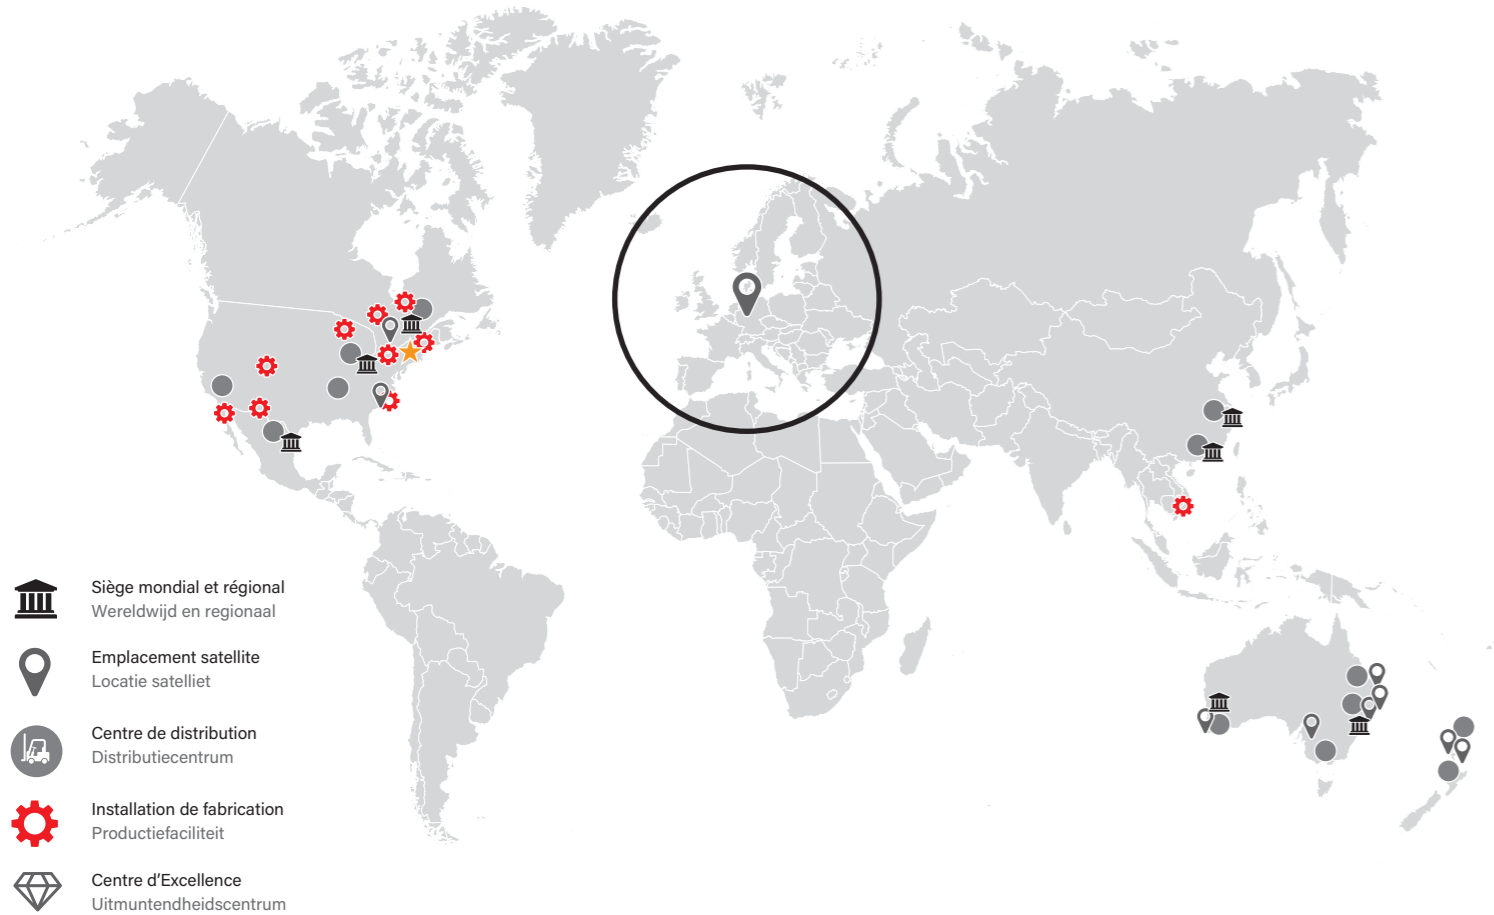 Siège mondial et régional
Wereldwijd en regionaal
Emplacement satellite
Locatie satelliet
Centre de distribution
Distributiecentrum
Installation de fabrication
Productiefaciliteit
Centre d’Excellence
Uitmuntendheidscentrum